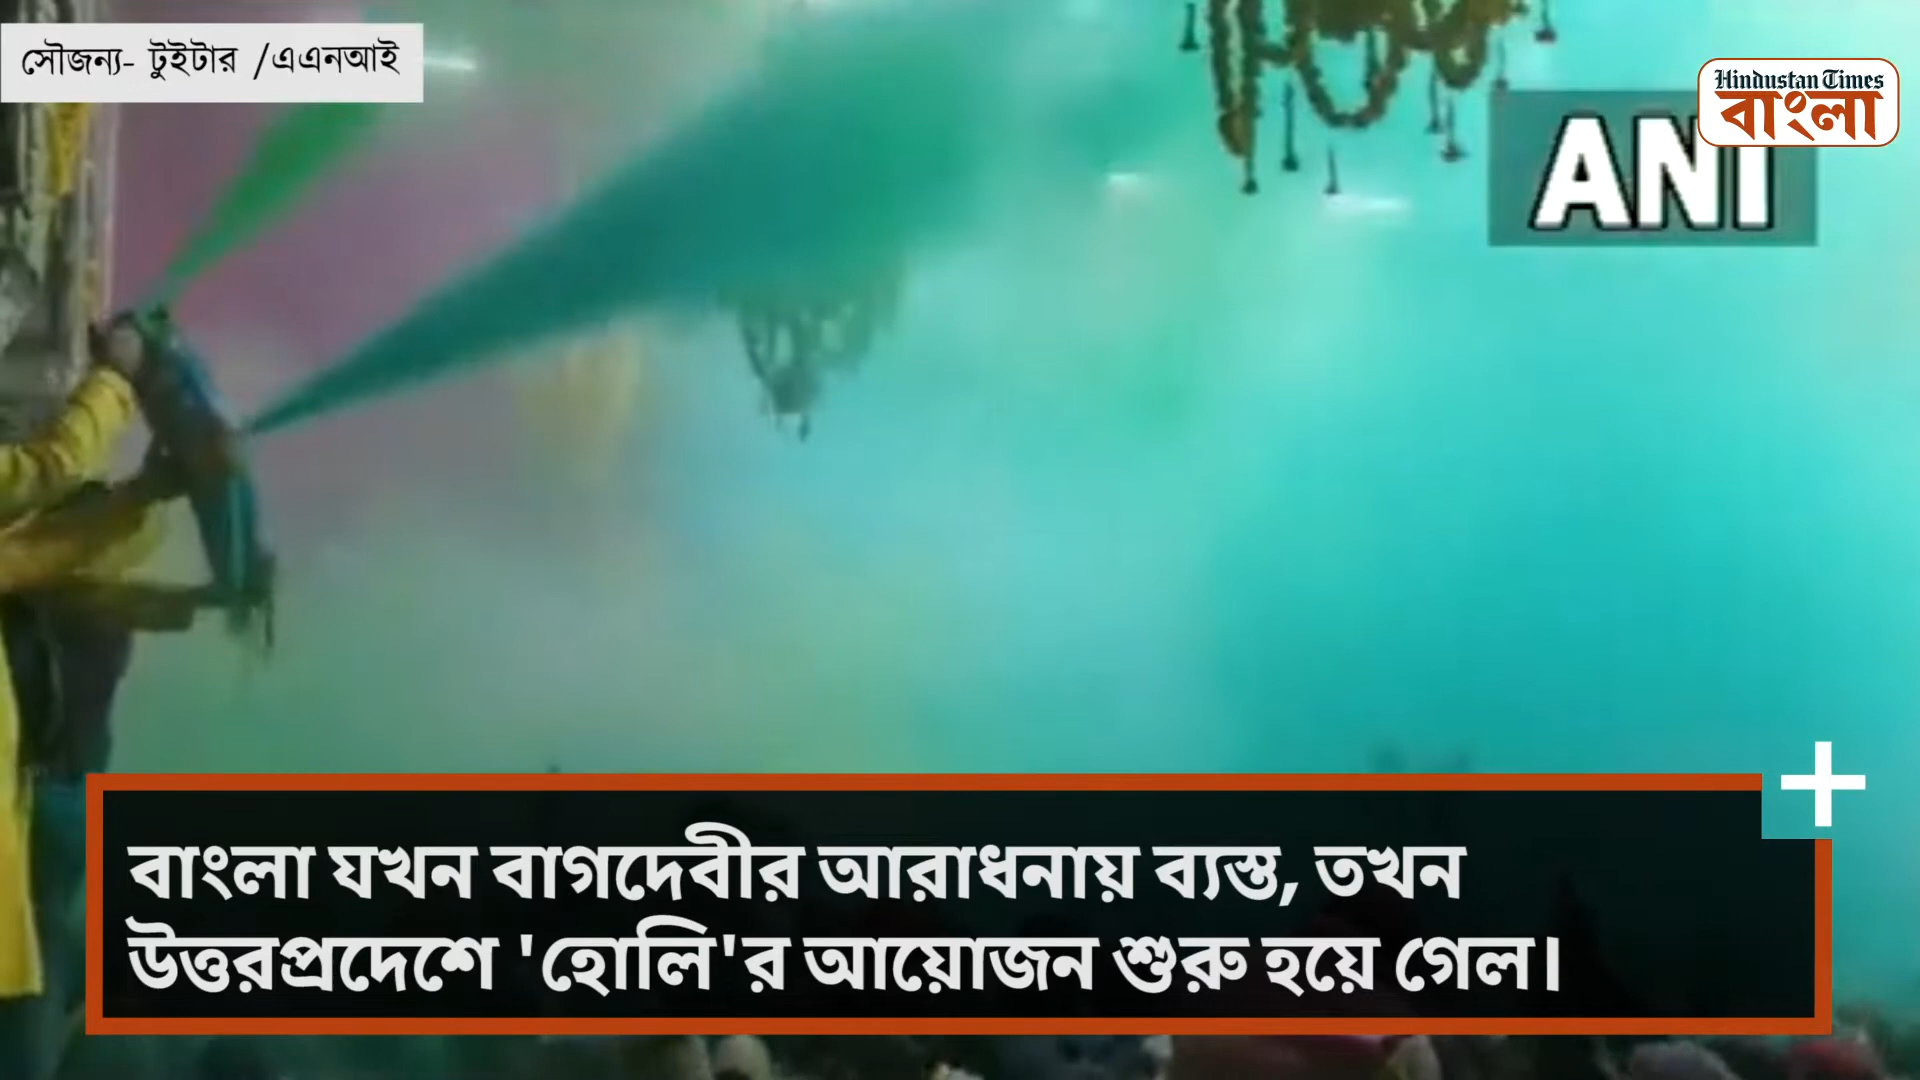 সৌজন্য- টুইটার /এএনআই
Hindustan Times
বাংলা
ANI
বাংলা যখন বাগদেবীর আরাধনায় ব্যস্ত, তখন
উত্তরপ্রদেশে 'হোলি'র আয়োজন শুরু হয়ে গেল।